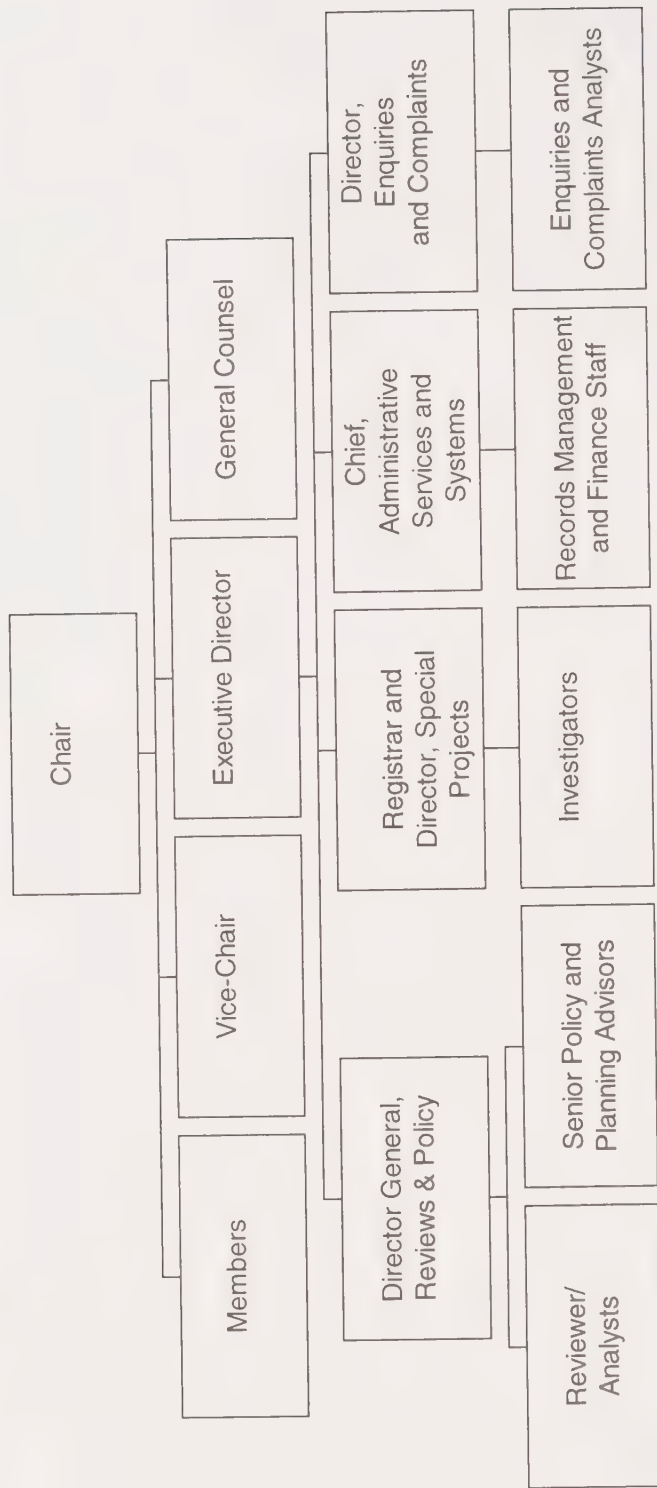 Chair
Members
Vice-Chair
Executive Director
General Counsel
Director General,
Reviews & Policy
Registrar and
Director, Special
Projects
Chief,
Administrative
Services and
Systems
Director,
Enquiries
and Complaints
Reviewer/
Analysts
Senior Policy and
Planning Advisors
Investigators
Records Management
and Finance Staff
Enquiries and
Complaints Analysts